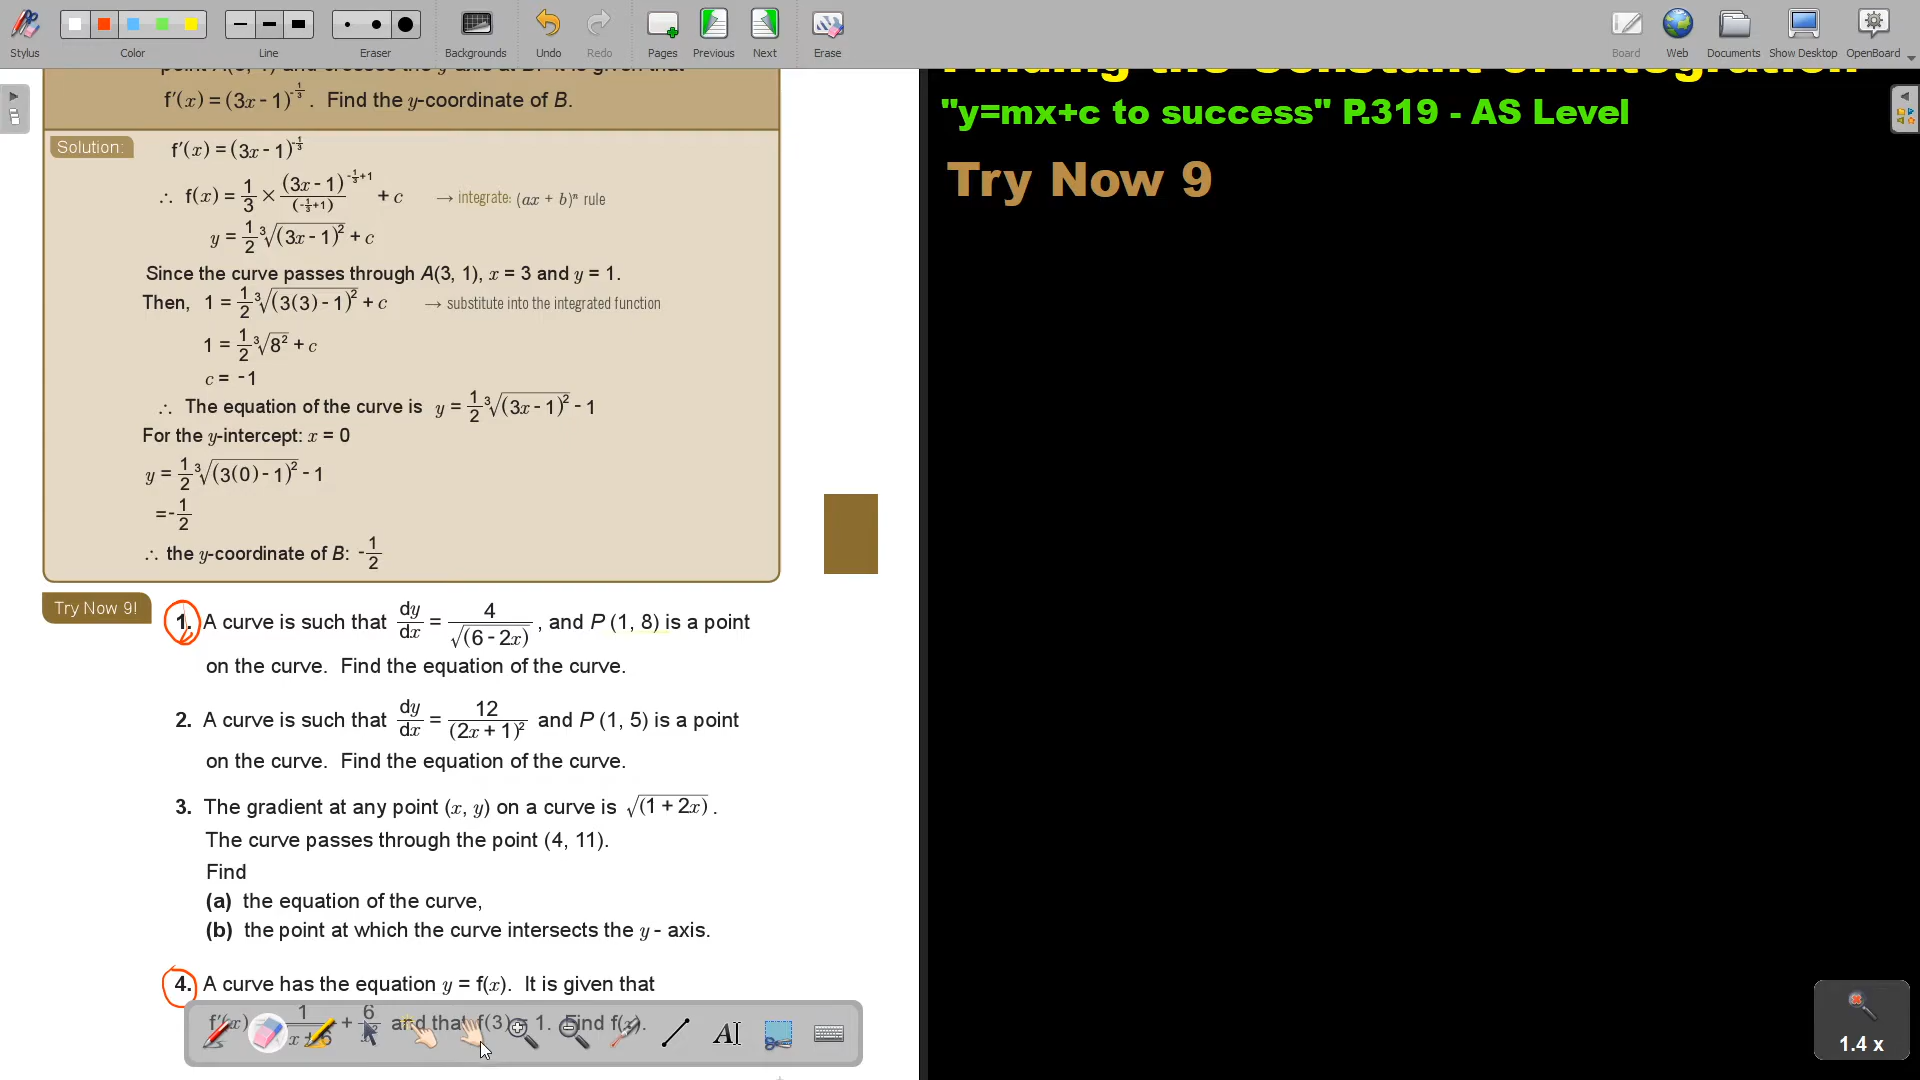 Stylus
Color
Line
Eraser
Backgrounds
Undo
Redo
Pages
Previous
Next
Erase
Board
Web
Documents
Show Desktop
OpenBoard
f′(x) = (3x - 1)^(-1/3). Find the y-coordinate of B.
Solution:
f′(x) = (3x - 1)^(-1/3)
∴ f(x) = 1/3 × (3x - 1)^(-1/3+1) / (-1/3+1) + c → integrate: (ax + b)ⁿ rule
y = 1/2 ∛(3x - 1)² + c
Since the curve passes through A(3, 1), x = 3 and y = 1.
Then, 1 = 1/2 ∛(3(3) - 1)² + c → substitute into the integrated function
1 = 1/2 ∛8² + c
c = -1
∴ The equation of the curve is y = 1/2 ∛(3x - 1)² - 1
For the y-intercept: x = 0
y = 1/2 ∛(3(0) - 1)² - 1
= -1/2
∴ the y-coordinate of B: -1/2
Try Now 9!
1. A curve is such that dy/dx = 4/√(6 - 2x), and P (1, 8) is a point
on the curve. Find the equation of the curve.
2. A curve is such that dy/dx = 12/(2x + 1)² and P (1, 5) is a point
on the curve. Find the equation of the curve.
3. The gradient at any point (x, y) on a curve is √(1 + 2x).
The curve passes through the point (4, 11).
Find
(a) the equation of the curve,
(b) the point at which the curve intersects the y - axis.
4. A curve has the equation y = f(x). It is given that
and that f(3) = 1. Find f(x).
Finding the Constant of Integration
"y=mx+c to success" P.319 - AS Level
Try Now 9
1.4 x